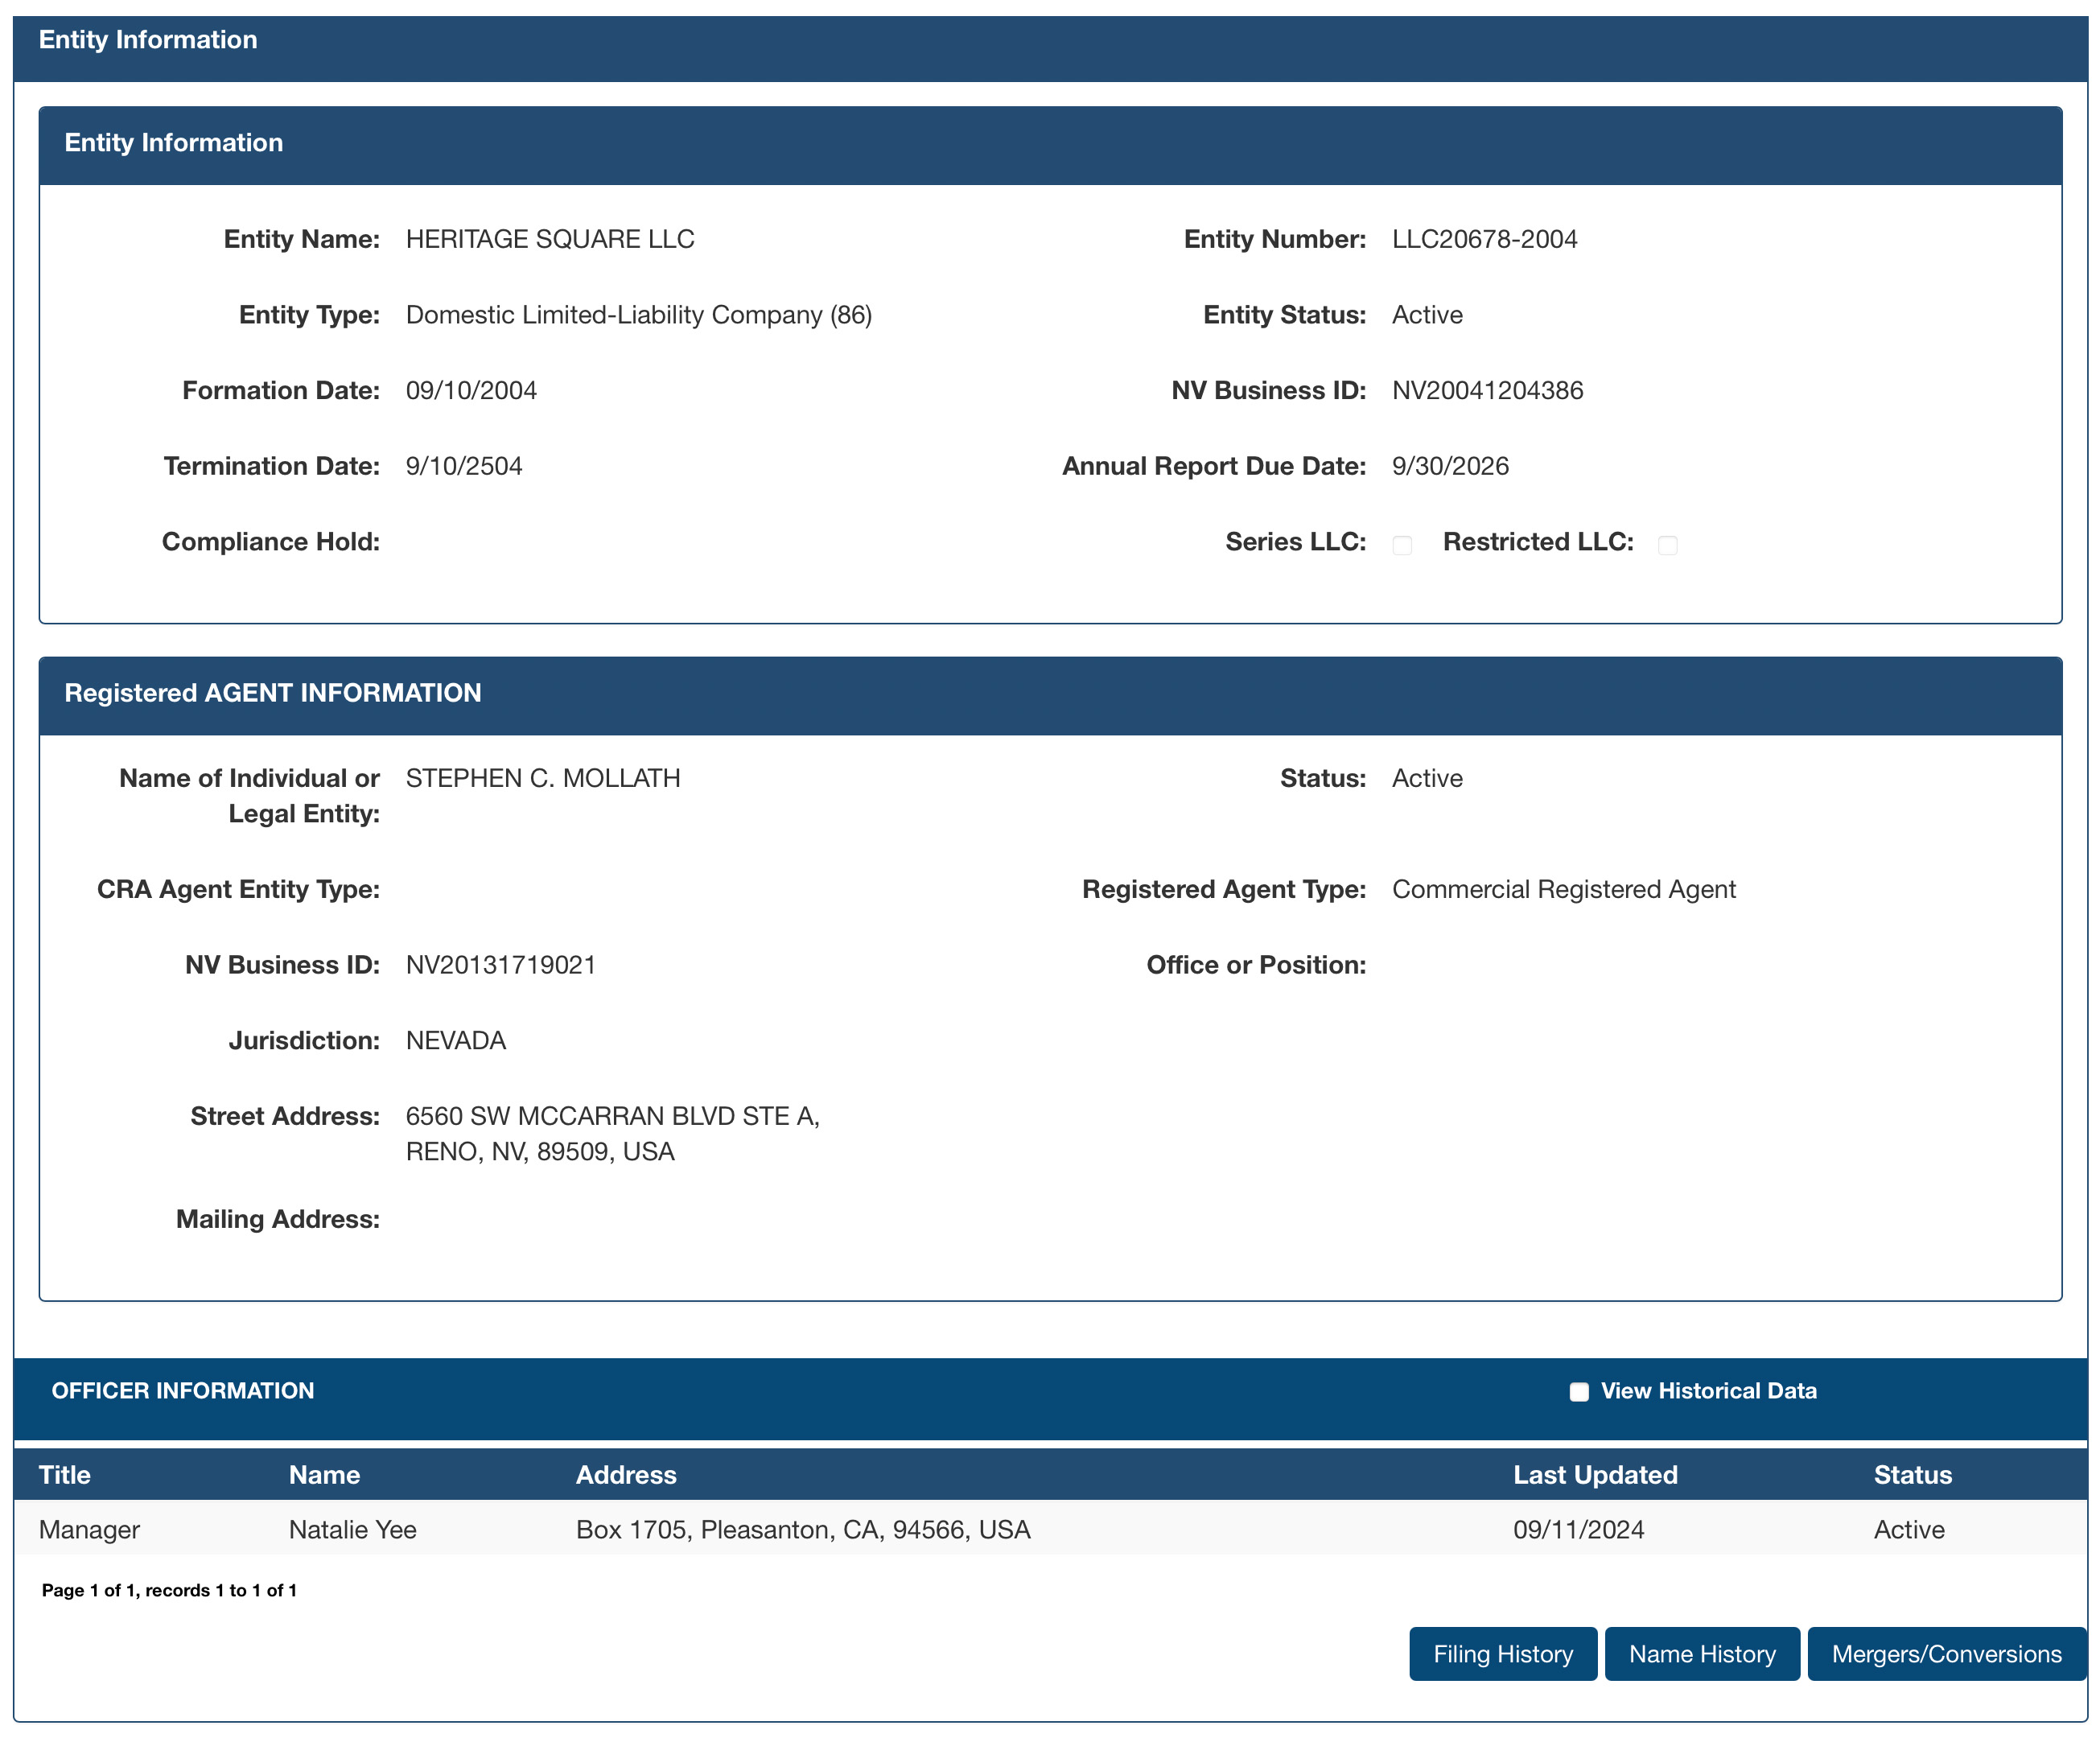 Entity Information
Entity Information
Entity Name: HERITAGE SQUARE LLC Entity Number: LLC20678-2004
Entity Type: Domestic Limited-Liability Company (86) Entity Status: Active
Formation Date: 09/10/2004 NV Business ID: NV20041204386
Termination Date: 9/10/2504 Annual Report Due Date: 9/30/2026
Compliance Hold: Series LLC: Restricted LLC:
Registered AGENT INFORMATION
Name of Individual or STEPHEN C. MOLLATH Status: Active
Legal Entity:
CRA Agent Entity Type: Registered Agent Type: Commercial Registered Agent
NV Business ID: NV20131719021 Office or Position:
Jurisdiction: NEVADA
Street Address: 6560 SW MCCARRAN BLVD STE A,
RENO, NV, 89509, USA
Mailing Address:
OFFICER INFORMATION View Historical Data
Title Name Address Last Updated Status
Manager Natalie Yee Box 1705, Pleasanton, CA, 94566, USA 09/11/2024 Active
Page 1 of 1, records 1 to 1 of 1
Filing History Name History Mergers/Conversions